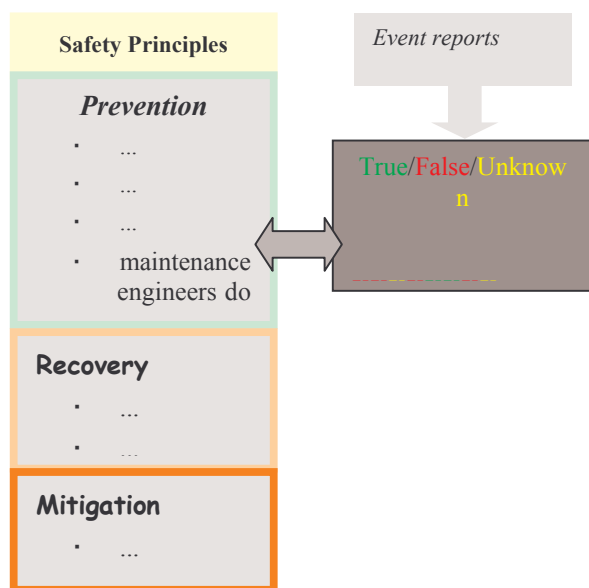 Safety Principles
Prevention
▪ ...
▪ ...
▪ ...
▪ maintenance
engineers do
Recovery
▪ ...
▪ ...
Mitigation
▪ ...
Event reports
True/False/Unknow
n